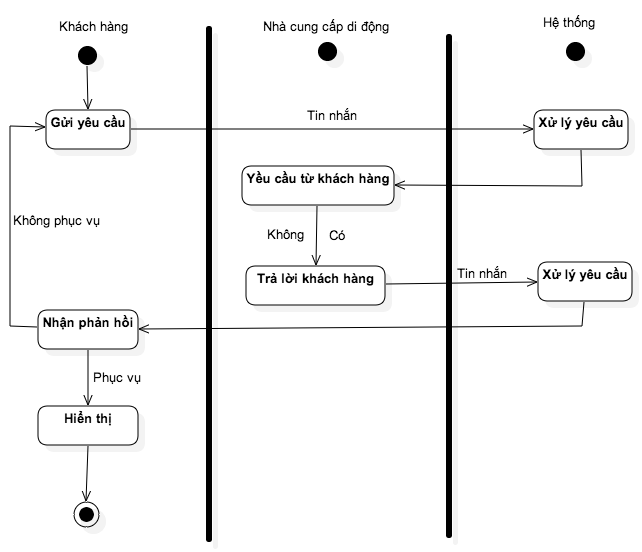 Khách hàng
Nhà cung cấp di động
Hệ thống
Gửi yêu cầu
Tin nhắn
Xử lý yêu cầu
Yều cầu từ khách hàng
Không phục vụ
Không
Có
Trả lời khách hàng
Tin nhắn
Xử lý yêu cầu
Nhận phản hồi
Phục vụ
Hiển thị